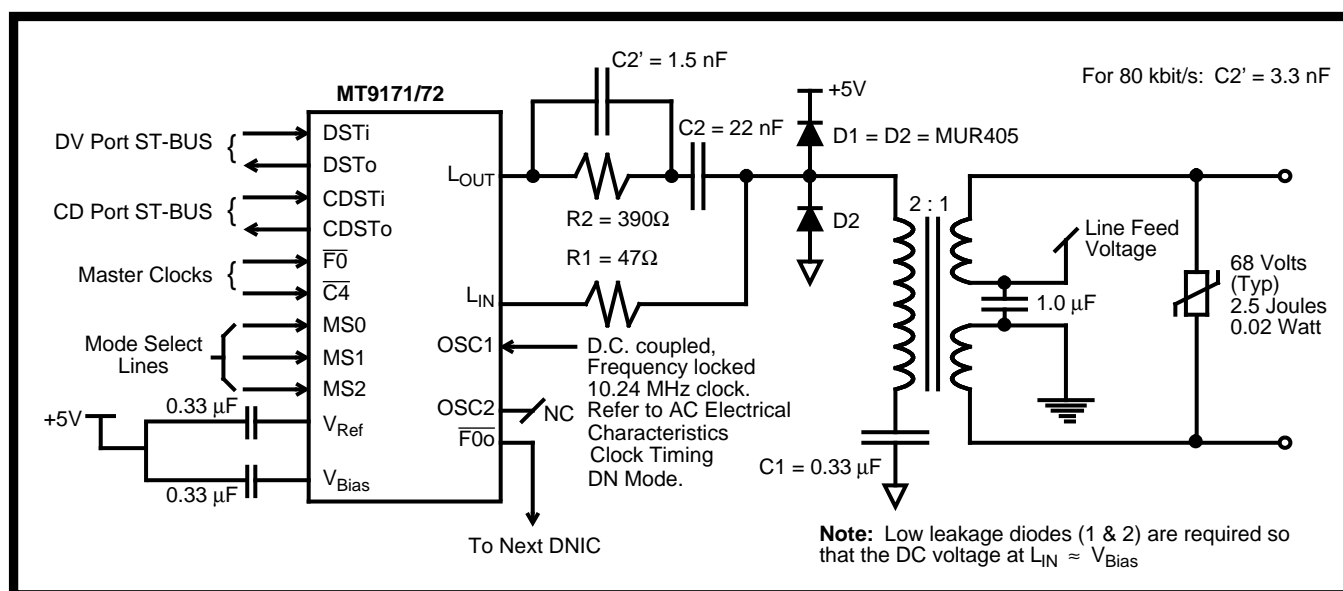 C2' = 1.5 nF
For 80 kbit/s: C2' = 3.3 nF
MT9171/72
+5V
DV Port ST-BUS {
DSTi
DSTo
C2 = 22 nF
D1 = D2 = MUR405
L_OUT
CD Port ST-BUS {
CDSTi
CDSTo
R2 = 390Ω
D2
2 : 1
Line Feed
Voltage
Master Clocks {
F̅0̅
C̅4̅
R1 = 47Ω
L_IN
1.0 μF
68 Volts
(Typ)
2.5 Joules
0.02 Watt
Mode Select
Lines
MS0
MS1
MS2
OSC1
D.C. coupled,
Frequency locked
10.24 MHz clock.
Refer to AC Electrical
Characteristics
Clock Timing
DN Mode.
OSC2
NC
F̅0̅o̅
+5V
0.33 μF
V_Ref
0.33 μF
V_Bias
C1 = 0.33 μF
To Next DNIC
Note: Low leakage diodes (1 & 2) are required so
that the DC voltage at L_IN ≈ V_Bias